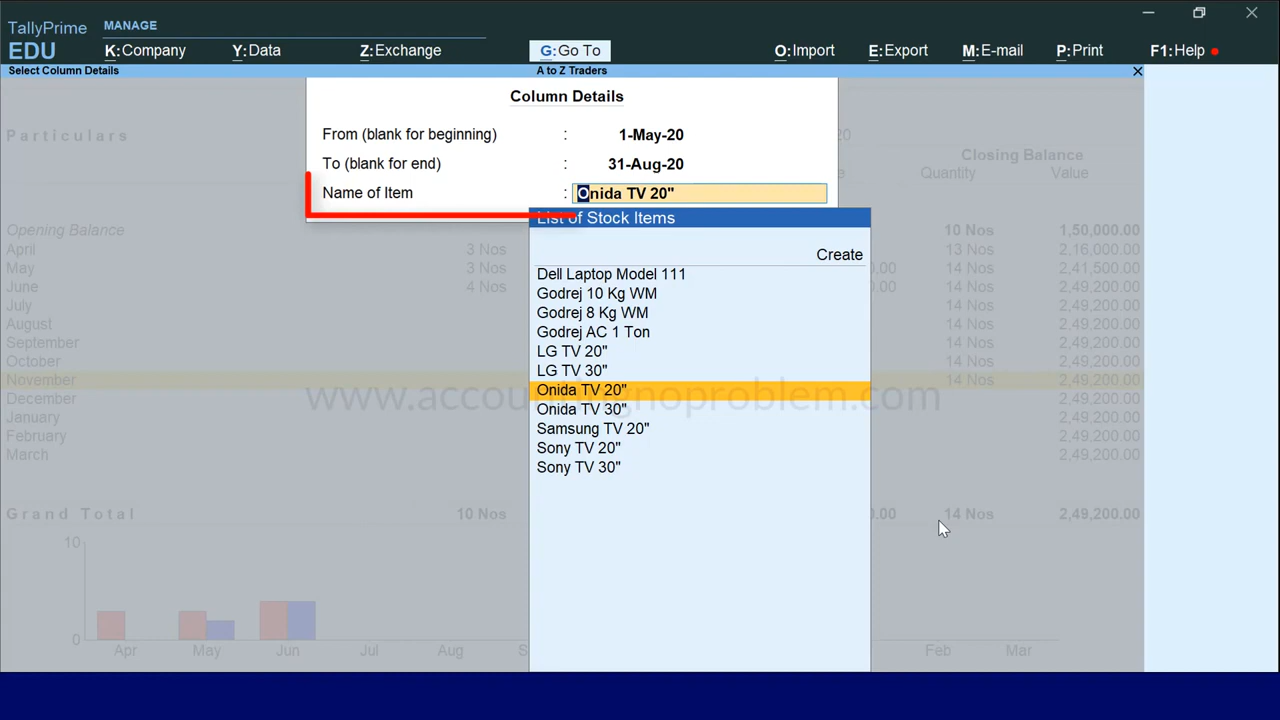 TallyPrime MANAGE
EDU K:Company Y:Data Z:Exchange G:Go To O:Import E:Export M:E-mail P:Print F1:Help
Select Column Details A to Z Traders
Column Details
From (blank for beginning) : 1-May-20
To (blank for end) : 31-Aug-20
Name of Item : Onida TV 20"
List of Stock Items
Create
Dell Laptop Model 111
Godrej 10 Kg WM
Godrej 8 Kg WM
Godrej AC 1 Ton
LG TV 20"
LG TV 30"
Onida TV 20"
Onida TV 30"
Samsung TV 20"
Sony TV 20"
Sony TV 30"
Particulars 20
Closing Balance
Quantity Value
Opening Balance 10 Nos 1,50,000.00
April 3 Nos 13 Nos 2,16,000.00
May 3 Nos 00.00 14 Nos 2,41,500.00
June 4 Nos 00.00 14 Nos 2,49,200.00
July 14 Nos 2,49,200.00
August 14 Nos 2,49,200.00
September 14 Nos 2,49,200.00
October 14 Nos 2,49,200.00
November 14 Nos 2,49,200.00
December 2,49,200.00
January 2,49,200.00
February 2,49,200.00
March 2,49,200.00
Grand Total 10 Nos 00.00 14 Nos 2,49,200.00
10
0
Apr May Jun Jul Aug S Feb Mar